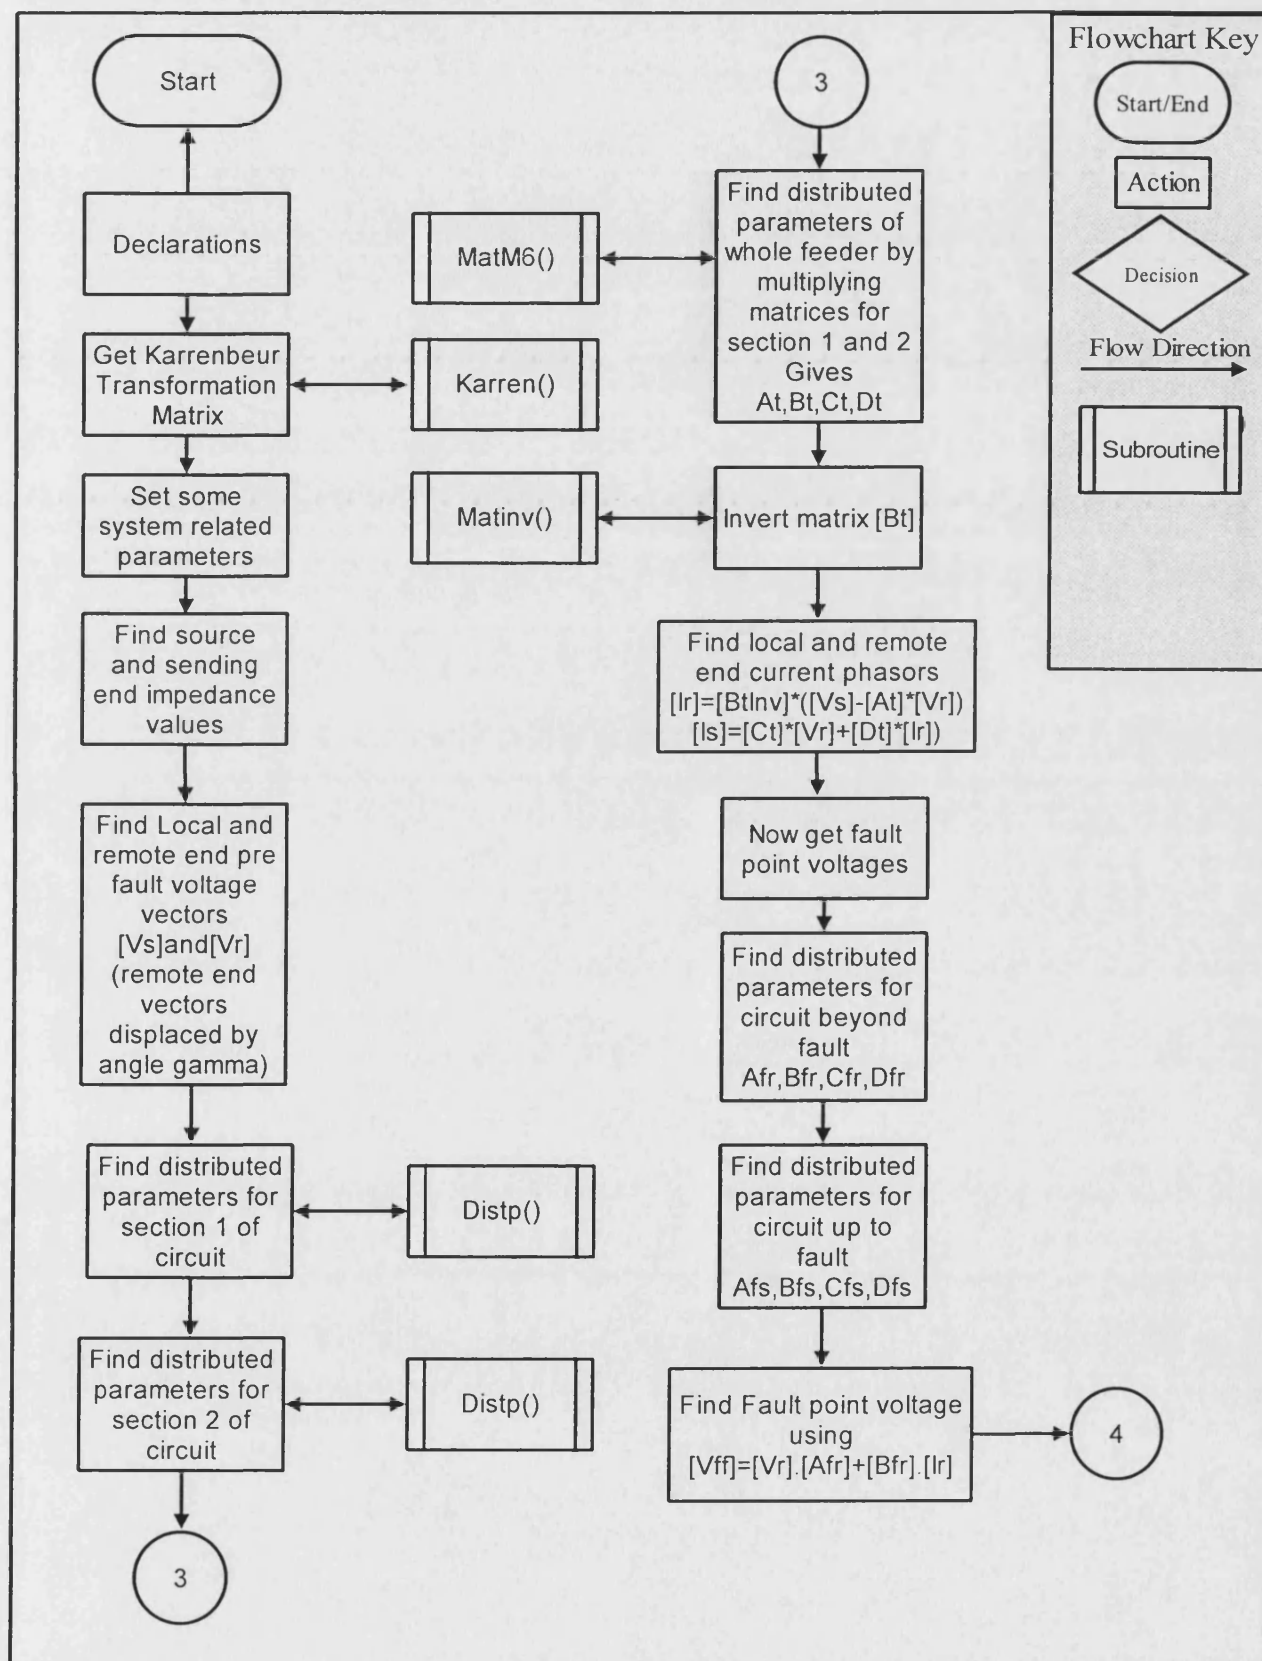 Start
Declarations
Get Karrenbeur
Transformation
Matrix
Karren()
Set some
system related
parameters
Find source
and sending
end impedance
values
Find Local and
remote end pre
fault voltage
vectors
[Vs]and[Vr]
(remote end
vectors
displaced by
angle gamma)
Find distributed
parameters for
section 1 of
circuit
Distp()
Find distributed
parameters for
section 2 of
circuit
Distp()
3
3
Find distributed
parameters of
whole feeder by
multiplying
matrices for
section 1 and 2
Gives
At,Bt,Ct,Dt
MatM6()
Invert matrix [Bt]
Matinv()
Find local and remote
end current phasors
[Ir]=[BtInv]*([Vs]-[At]*[Vr])
[Is]=[Ct]*[Vr]+[Dt]*[Ir])
Now get fault
point voltages
Find distributed
parameters for
circuit beyond
fault
Afr,Bfr,Cfr,Dfr
Find distributed
parameters for
circuit up to
fault
Afs,Bfs,Cfs,Dfs
Find Fault point voltage
using
[Vff]=[Vr].[Afr]+[Bfr].[Ir]
4
Flowchart Key
Start/End
Action
Decision
Flow Direction
Subroutine